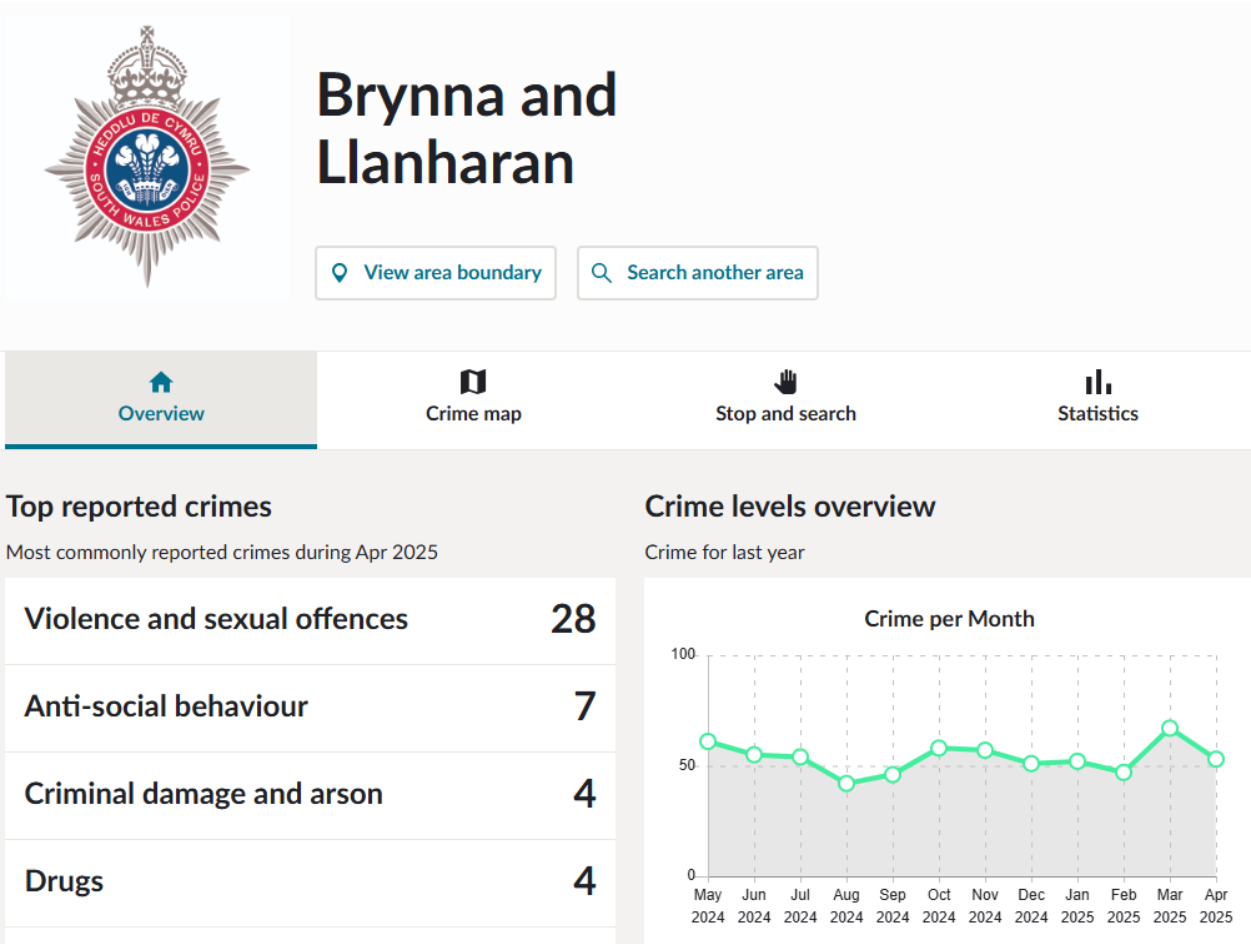 HEDDLU DE CYMRU
SOUTH WALES POLICE
Brynna and
Llanharan
View area boundary
Search another area
Overview
Crime map
Stop and search
Statistics
Top reported crimes
Most commonly reported crimes during Apr 2025
Violence and sexual offences 28
Anti-social behaviour 7
Criminal damage and arson 4
Drugs 4
Crime levels overview
Crime for last year
Crime per Month
100
50
0
May Jun Jul Aug Sep Oct Nov Dec Jan Feb Mar Apr
2024 2024 2024 2024 2024 2024 2024 2024 2025 2025 2025 2025